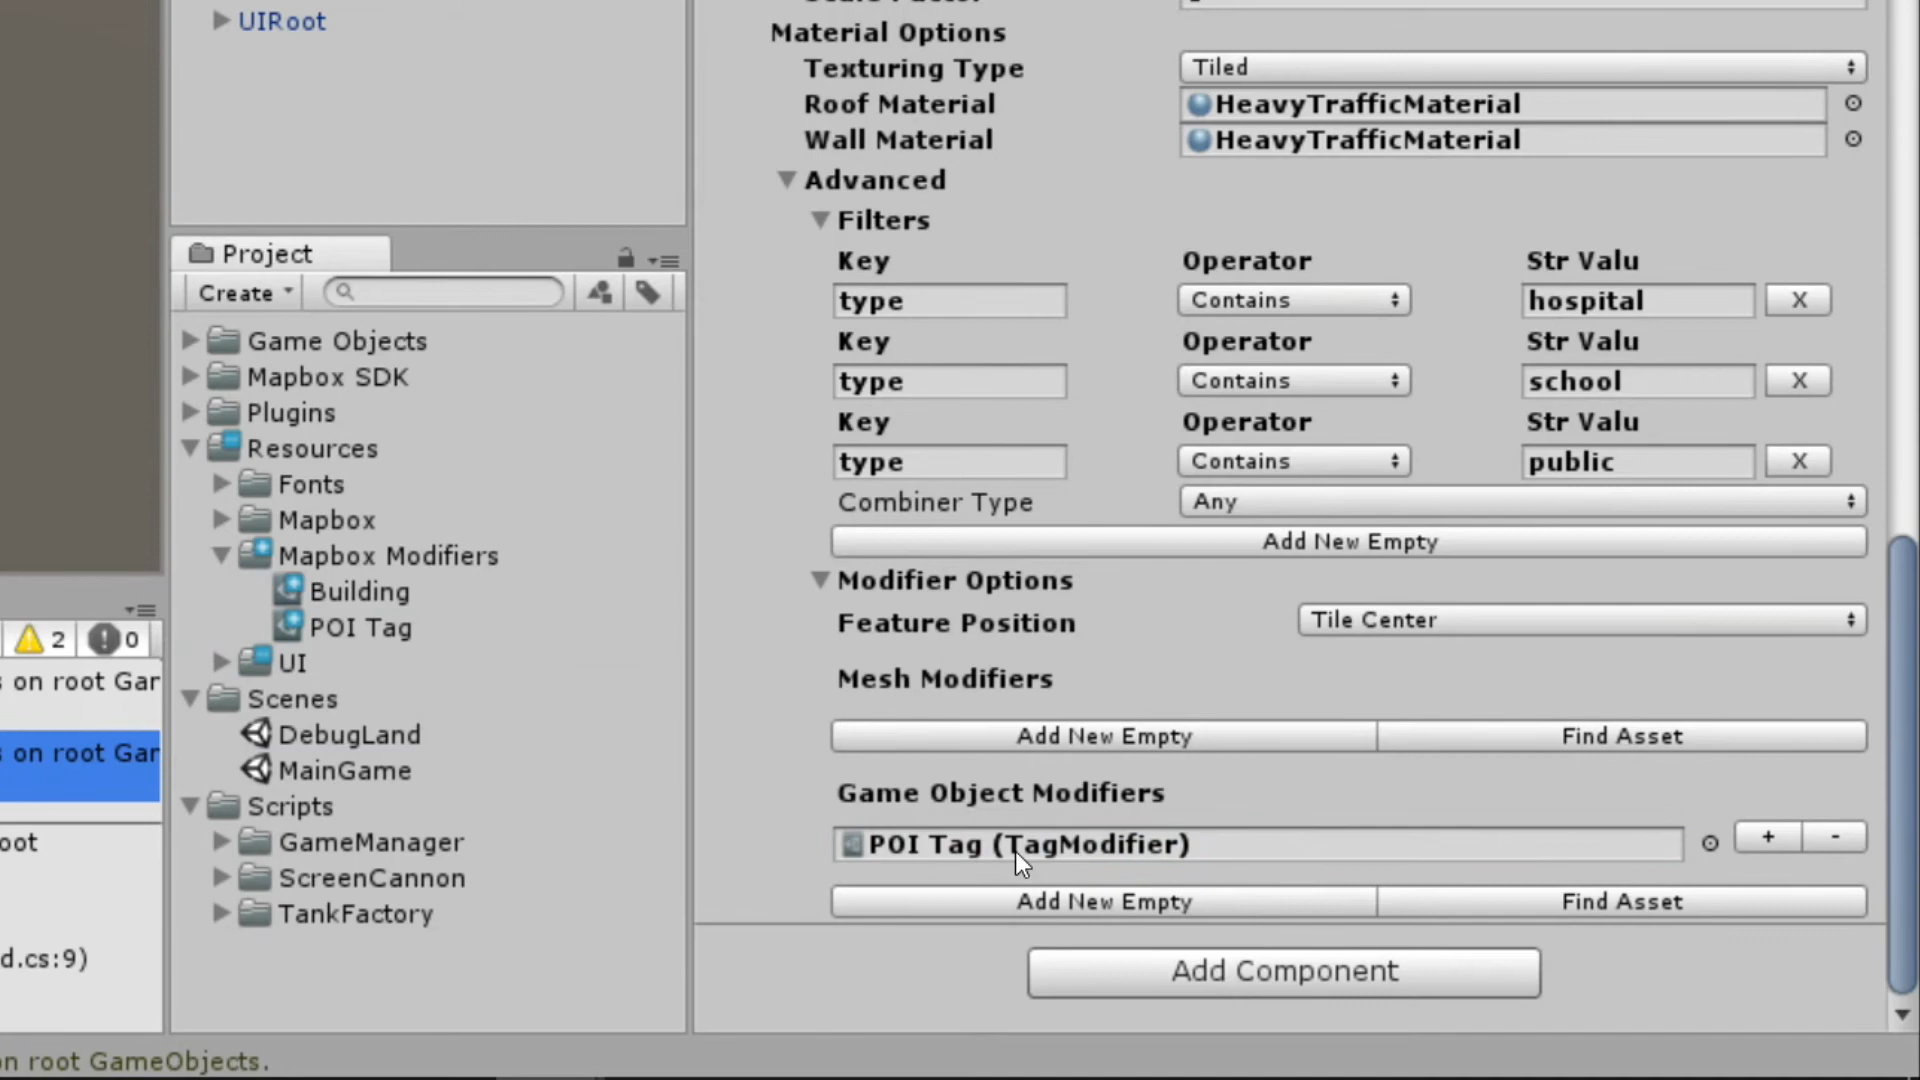 UIRoot
Project
Create
Game Objects
Mapbox SDK
Plugins
Resources
Fonts
Mapbox
Mapbox Modifiers
Building
POI Tag
UI
Scenes
DebugLand
MainGame
Scripts
GameManager
ScreenCannon
TankFactory
2 0
s on root Gar
s on root Gar
oot
d.cs:9)
on root GameObjects.
Material Options
Texturing Type Tiled
Roof Material HeavyTrafficMaterial
Wall Material HeavyTrafficMaterial
Advanced
Filters
Key Operator Str Valu
type Contains hospital X
Key Operator Str Valu
type Contains school X
Key Operator Str Valu
type Contains public X
Combiner Type Any
Add New Empty
Modifier Options
Feature Position Tile Center
Mesh Modifiers
Add New Empty Find Asset
Game Object Modifiers
POI Tag (TagModifier) + -
Add New Empty Find Asset
Add Component